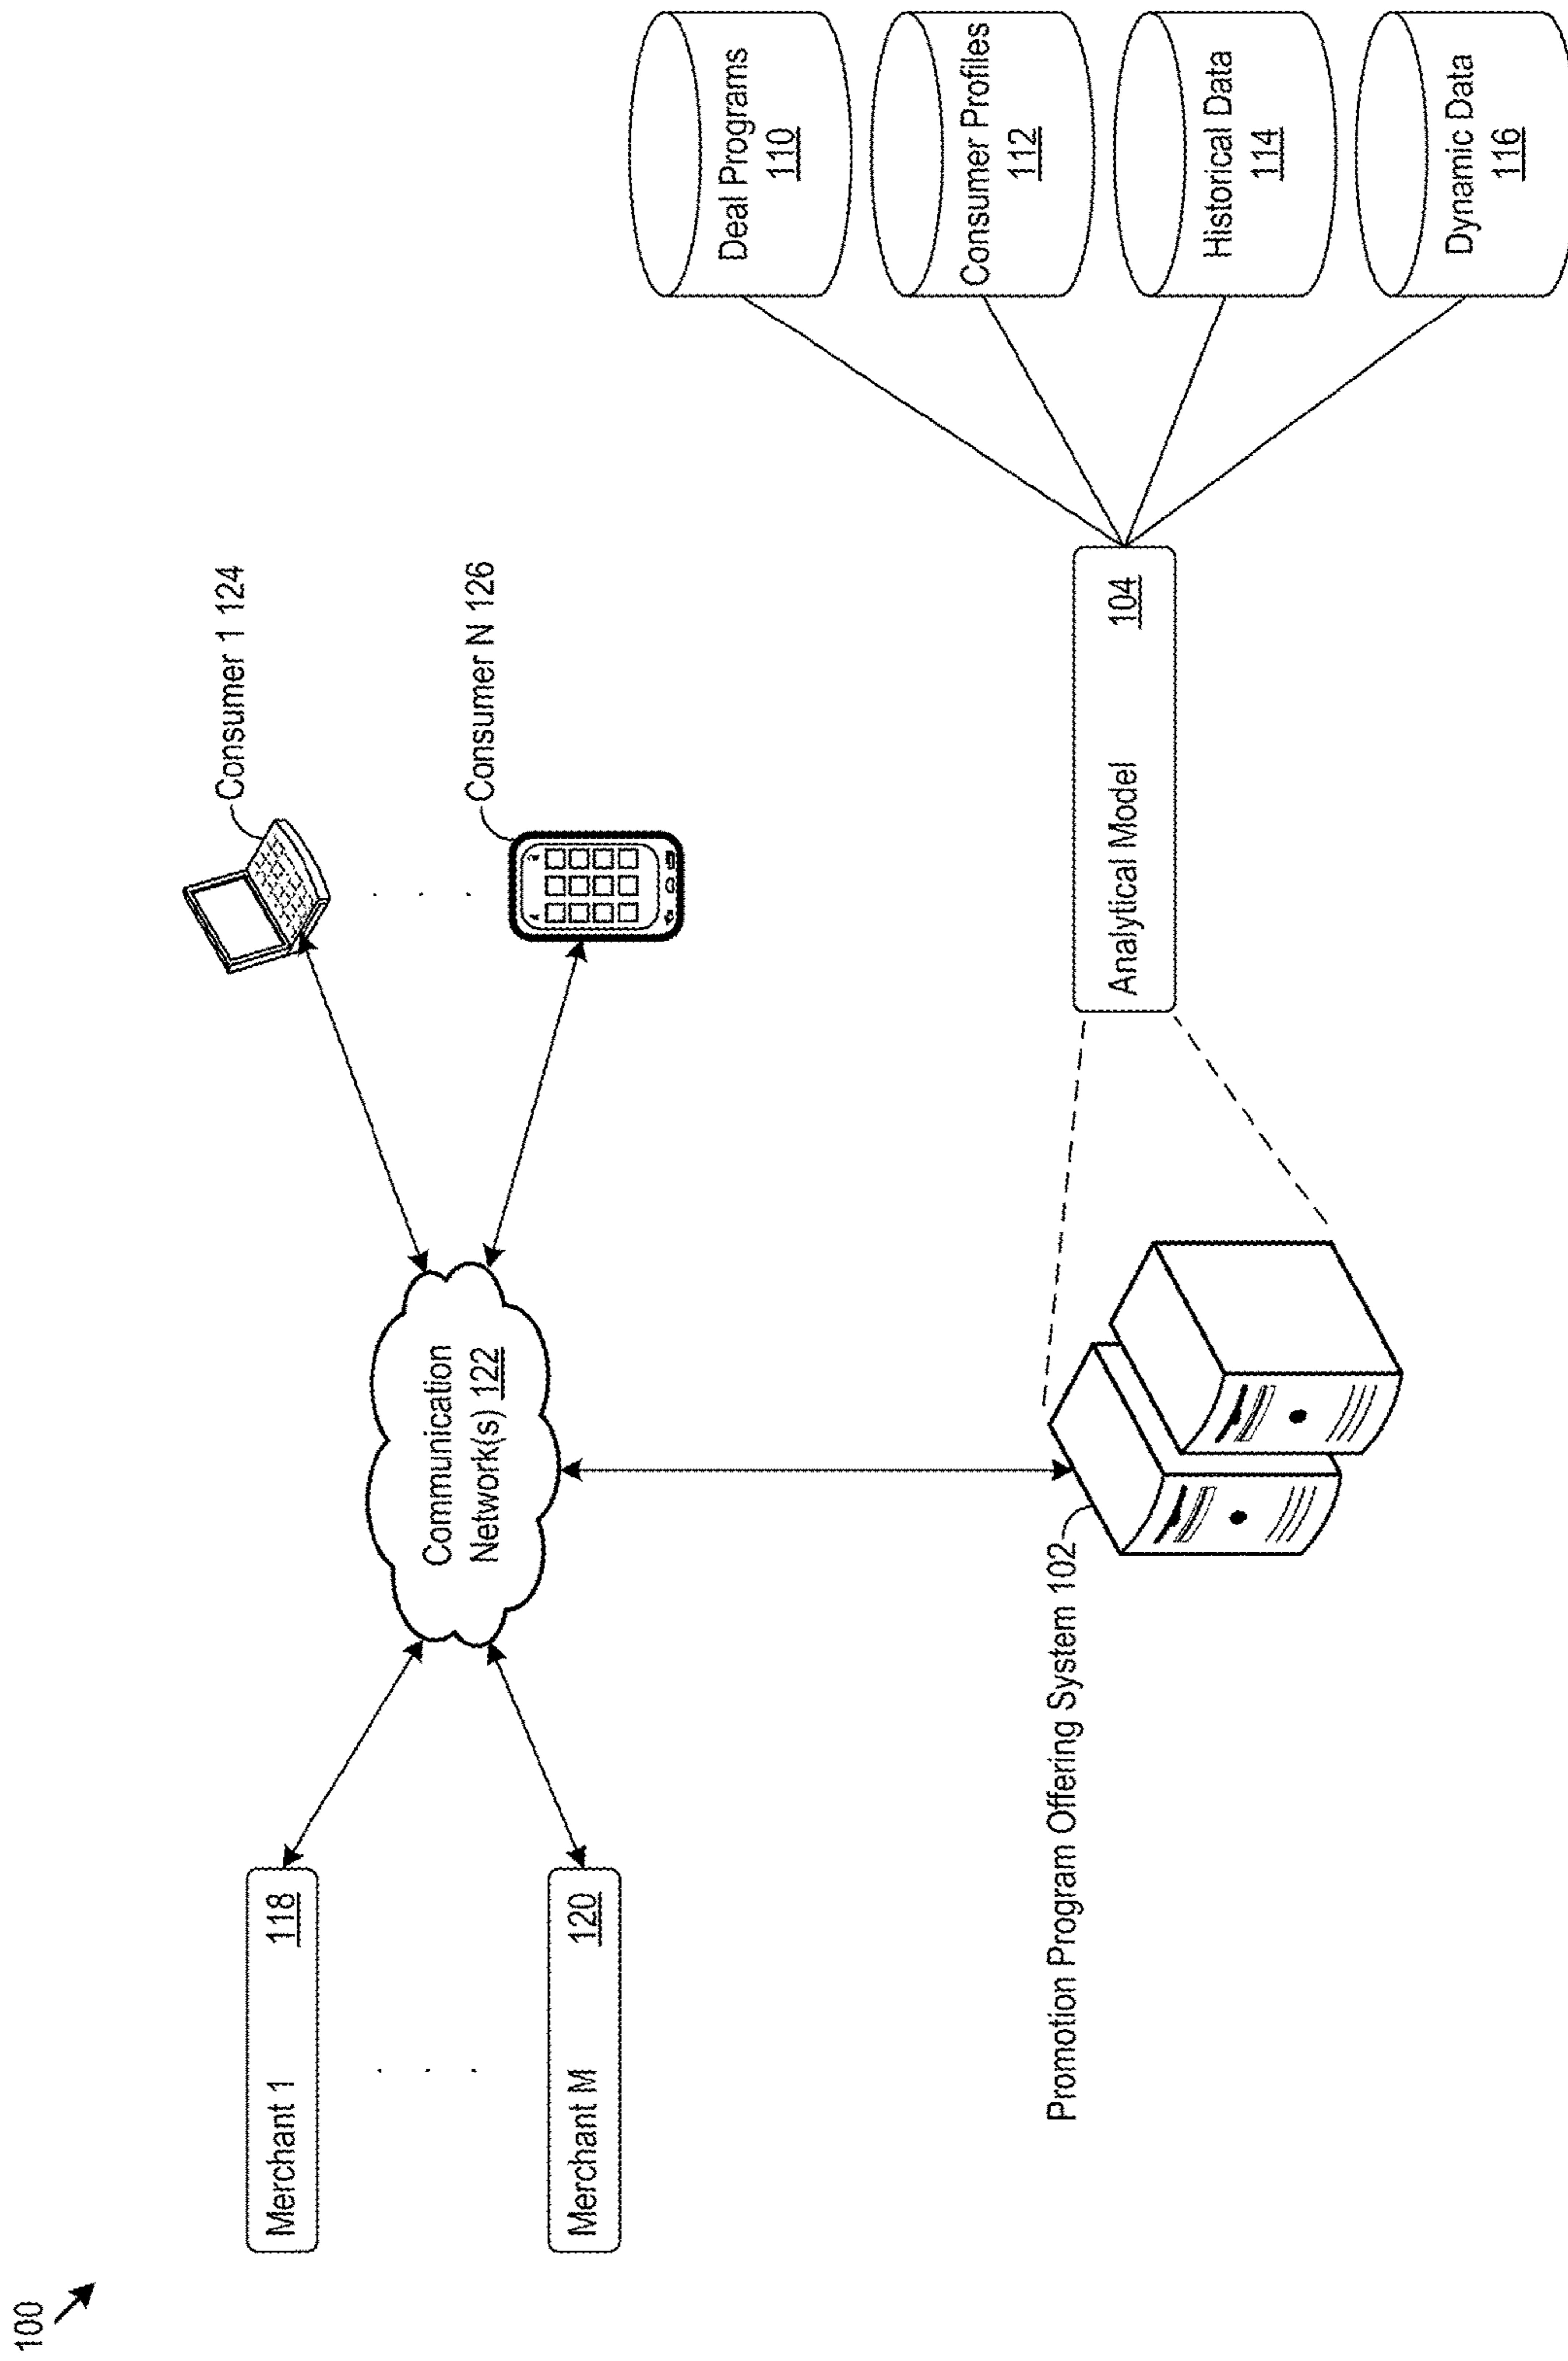 100
Merchant 1 118
Merchant M 120
Communication
Network(s) 122
Consumer 1 124
Consumer N 126
Promotion Program Offering System 102
Analytical Model 104
Deal Programs
110
Consumer Profiles
112
Historical Data
114
Dynamic Data
116